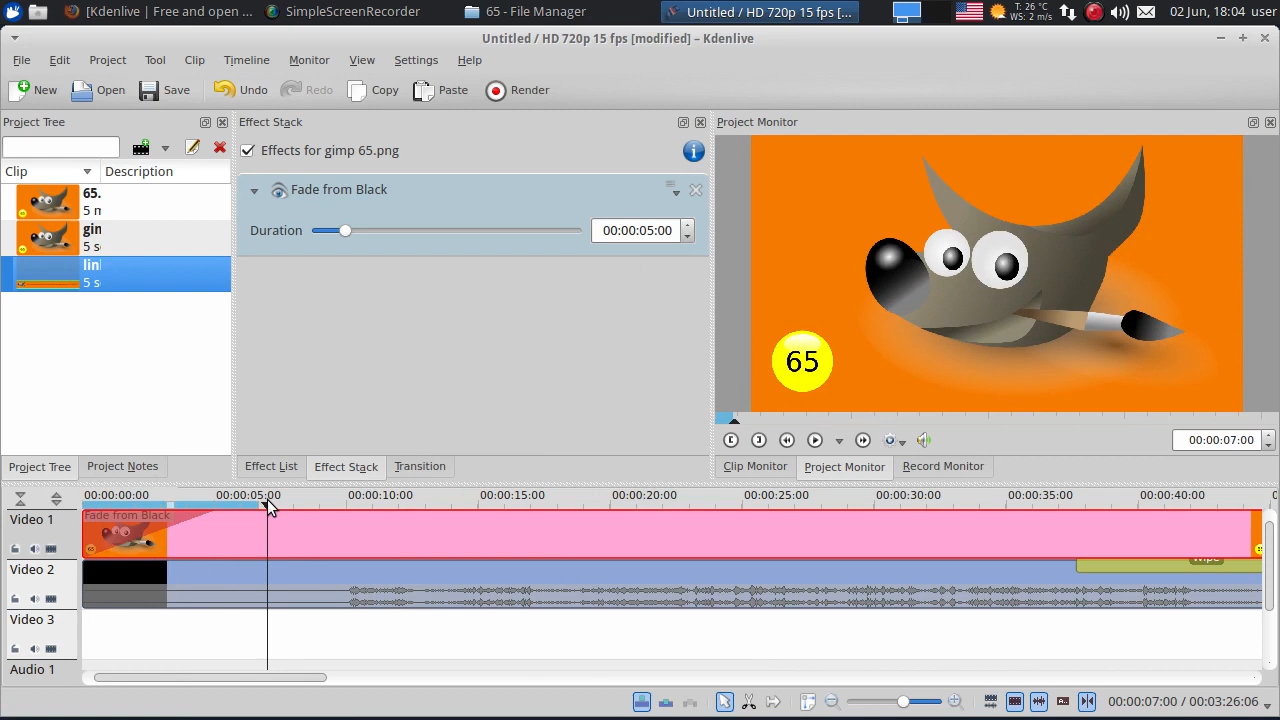 [Kdenlive | Free and open ...
SimpleScreenRecorder
65 - File Manager
Untitled / HD 720p 15 fps [...
T: 26 °C
WS: 2 m/s
02 Jun, 18:04 user
Untitled / HD 720p 15 fps [modified] – Kdenlive
File Edit Project Tool Clip Timeline Monitor View Settings Help
New Open Save Undo Redo Copy Paste Render
Project Tree
Effect Stack
Project Monitor
Effects for gimp 65.png
Clip Description
65.
5 m
gin
5 se
lin
5 se
Fade from Black
Duration 00:00:05:00
65
00:00:07:00
Project Tree Project Notes
Effect List Effect Stack Transition
Clip Monitor Project Monitor Record Monitor
00:00:00:00 00:00:05:00 00:00:10:00 00:00:15:00 00:00:20:00 00:00:25:00 00:00:30:00 00:00:35:00 00:00:40:00
Video 1
Fade from Black
Video 2
Wipe
Video 3
Audio 1
00:00:07:00 / 00:03:26:06